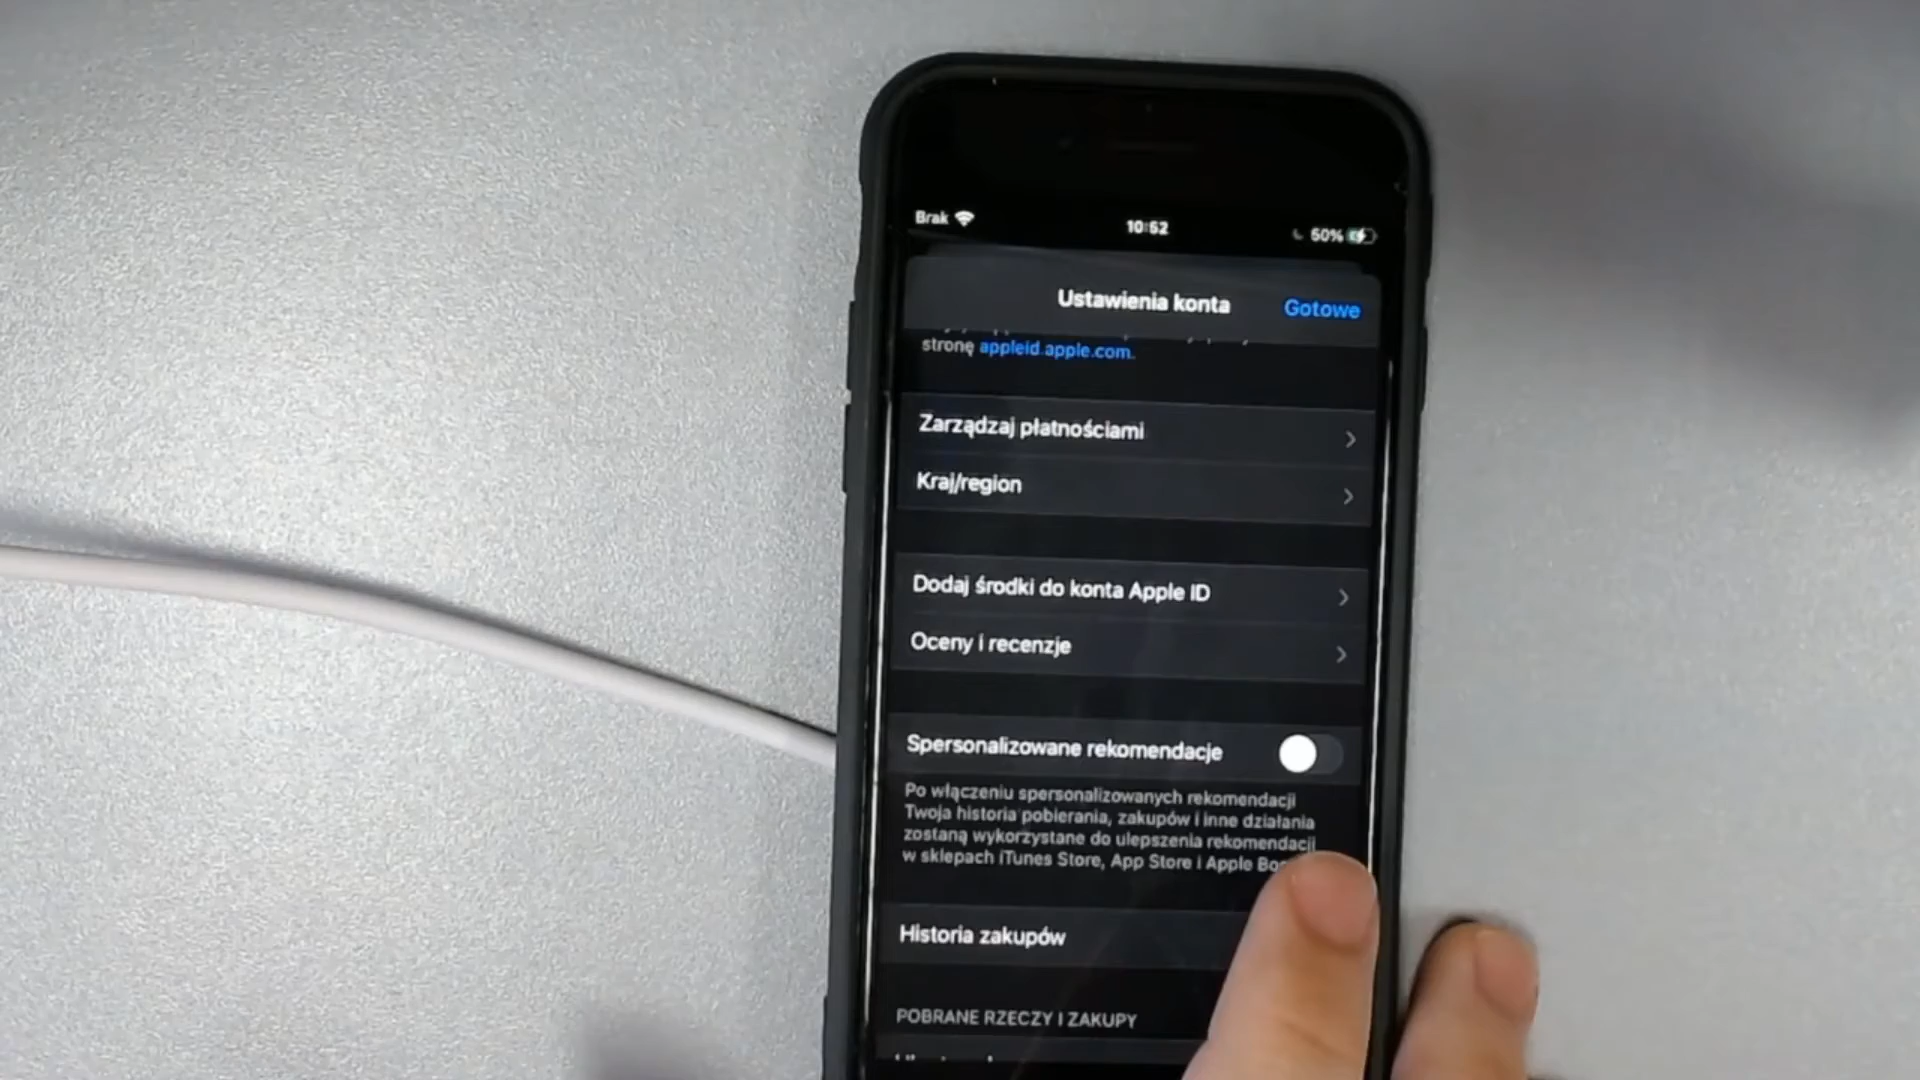 Brak
10:52
50%
Ustawienia konta
Gotowe
stronę appleid.apple.com.
Zarządzaj płatnościami
Kraj/region
Dodaj środki do konta Apple ID
Oceny i recenzje
Spersonalizowane rekomendacje
Po włączeniu spersonalizowanych rekomendacji
Twoja historia pobierania, zakupów i inne działania
zostaną wykorzystane do ulepszenia rekomendacji
w sklepach iTunes Store, App Store i Apple
Historia zakupów
POBRANE RZECZY I ZAKUPY